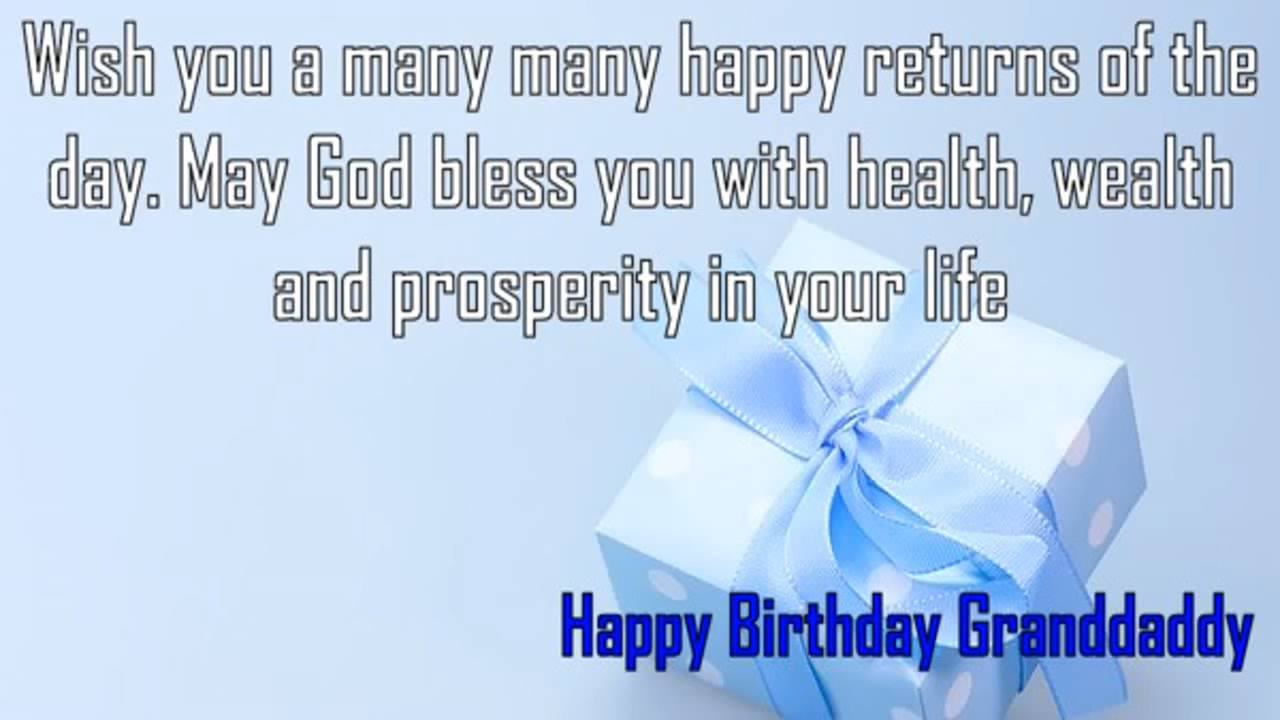 Wish you a many many happy returns of the
day. May God bless you with health, wealth
and prosperity in your life
Happy Birthday Granddaddy